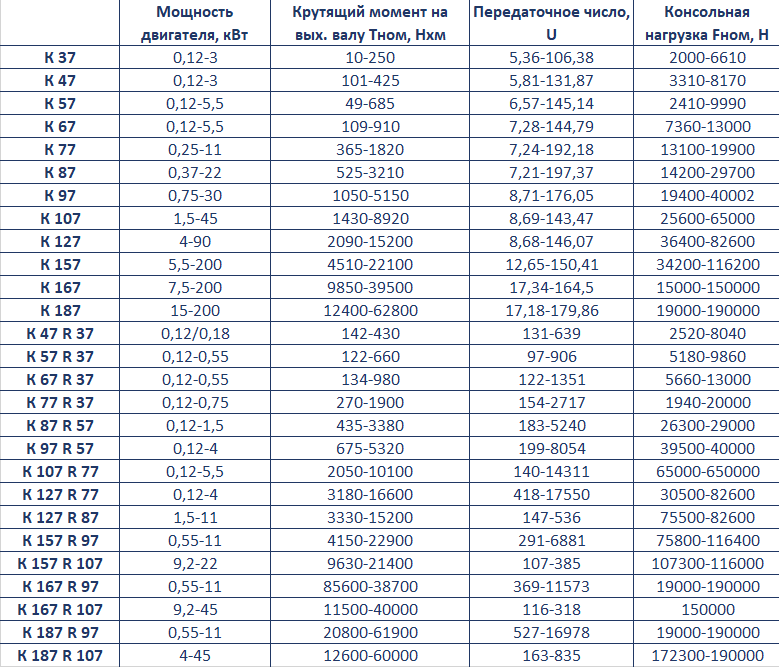 Мощность двигателя, кВт Крутящий момент на вых. валу Тном, Нхм Передаточное число, U Консольная нагрузка Fном, Н
К 37 0,12-3 10-250 5,36-106,38 2000-6610
К 47 0,12-3 101-425 5,81-131,87 3310-8170
К 57 0,12-5,5 49-685 6,57-145,14 2410-9990
К 67 0,12-5,5 109-910 7,28-144,79 7360-13000
К 77 0,25-11 365-1820 7,24-192,18 13100-19900
К 87 0,37-22 525-3210 7,21-197,37 14200-29700
К 97 0,75-30 1050-5150 8,71-176,05 19400-40002
К 107 1,5-45 1430-8920 8,69-143,47 25600-65000
К 127 4-90 2090-15200 8,68-146,07 36400-82600
К 157 5,5-200 4510-22100 12,65-150,41 34200-116200
К 167 7,5-200 9850-39500 17,34-164,5 15000-150000
К 187 15-200 12400-62800 17,18-179,86 19000-190000
К 47 R 37 0,12/0,18 142-430 131-639 2520-8040
К 57 R 37 0,12-0,55 122-660 97-906 5180-9860
К 67 R 37 0,12-0,55 134-980 122-1351 5660-13000
К 77 R 37 0,12-0,75 270-1900 154-2717 1940-20000
К 87 R 57 0,12-1,5 435-3380 183-5240 26300-29000
К 97 R 57 0,12-4 675-5320 199-8054 39500-40000
К 107 R 77 0,12-5,5 2050-10100 140-14311 65000-650000
К 127 R 77 0,12-4 3180-16600 418-17550 30500-82600
К 127 R 87 1,5-11 3330-15200 147-536 75500-82600
К 157 R 97 0,55-11 4150-22900 291-6881 75800-116400
К 157 R 107 9,2-22 9630-21400 107-385 107300-116000
К 167 R 97 0,55-11 85600-38700 369-11573 19000-190000
К 167 R 107 9,2-45 11500-40000 116-318 150000
К 187 R 97 0,55-11 20800-61900 527-16978 19000-190000
К 187 R 107 4-45 12600-60000 163-835 172300-190000